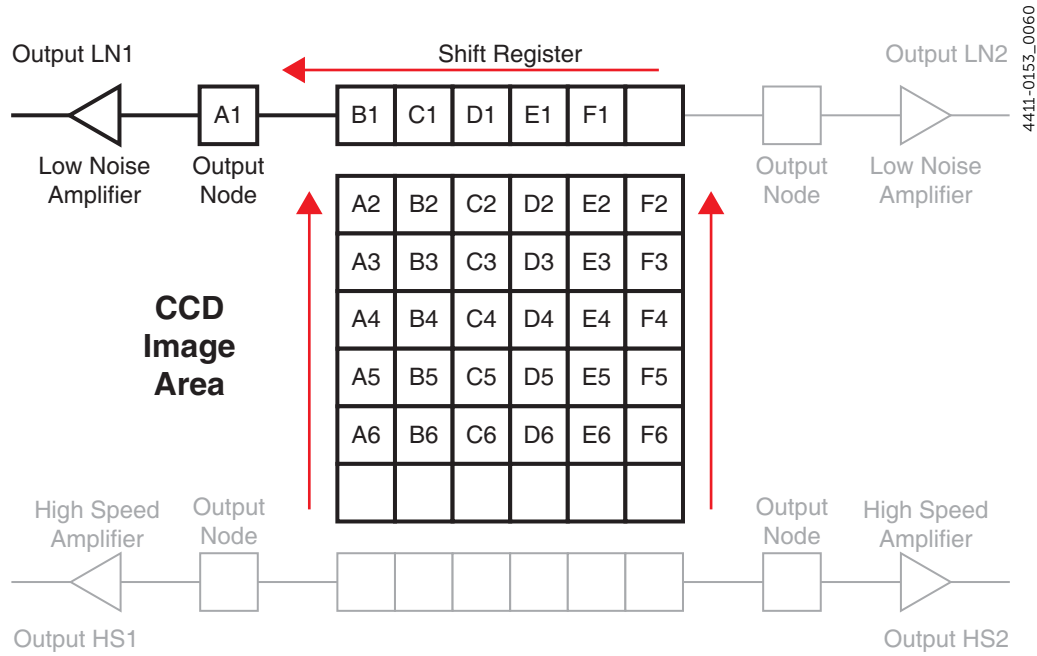 Output LN1
Shift Register
Output LN2
4411-0153_0060
A1
B1 C1 D1 E1 F1
Low Noise
Amplifier
Output
Node
Output
Node
Low Noise
Amplifier
A2 B2 C2 D2 E2 F2
A3 B3 C3 D3 E3 F3
CCD
Image
Area
A4 B4 C4 D4 E4 F4
A5 B5 C5 D5 E5 F5
A6 B6 C6 D6 E6 F6
High Speed
Amplifier
Output
Node
Output
Node
High Speed
Amplifier
Output HS1
Output HS2